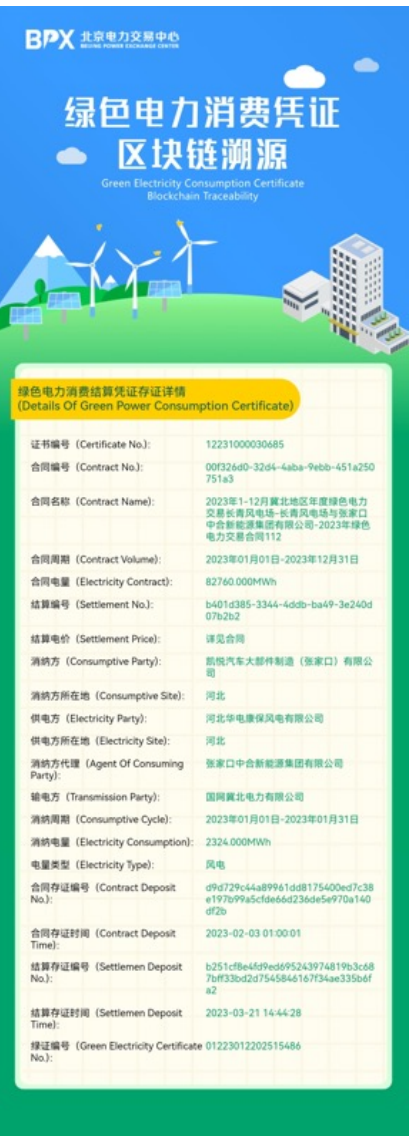 BPX 北京电力交易中心
BEIJING POWER EXCHANGE CENTER
绿色电力消费凭证
区块链溯源
Green Electricity Consumption Certificate
Blockchain Traceability
绿色电力消费结算凭证存证详情
(Details Of Green Power Consumption Certificate)
证书编号 (Certificate No.): 12231000030685
合同编号 (Contract No.): 00f326d0-32d4-4aba-9ebb-451a250
751a3
合同名称 (Contract Name): 2023年1-12月冀北地区年度绿色电力
交易长青风电场-长青风电场与张家口
中合新能源集团有限公司-2023年绿色
电力交易合同112
合同周期 (Contract Volume): 2023年01月01日-2023年12月31日
合同电量 (Electricity Contract): 82760.000MWh
结算编号 (Settlement No.): b401d385-3344-4ddb-ba49-3e240d
07b2b2
结算电价 (Settlement Price): 详见合同
消纳方 (Consumptive Party): 凯悦汽车大部件制造（张家口）有限公
司
消纳方所在地 (Consumptive Site): 河北
供电方 (Electricity Party): 河北华电康保风电有限公司
供电方所在地 (Electricity Site): 河北
消纳方代理 (Agent Of Consuming
Party): 张家口中合新能源集团有限公司
输电方 (Transmission Party): 国网冀北电力有限公司
消纳周期 (Consumptive Cycle): 2023年01月01日-2023年01月31日
消纳电量 (Electricity Consumption): 2324.000MWh
电量类型 (Electricity Type): 风电
合同存证编号 (Contract Deposit
No.): d9d729c44a89961dd8175400ed7c38
e197b99a5cfde66d236de5e970a140
df2b
合同存证时间 (Contract Deposit
Time): 2023-02-03 01:00:01
结算存证编号 (Settlemen Deposit
No.): b251cf8e4fd9ed695243974819b3c68
7bff33bd2d7545846167f34ae335b6f
a2
结算存证时间 (Settlemen Deposit
Time): 2023-03-21 14:44:28
绿证编号 (Green Electricity Certificate
No.): 01223012202515486